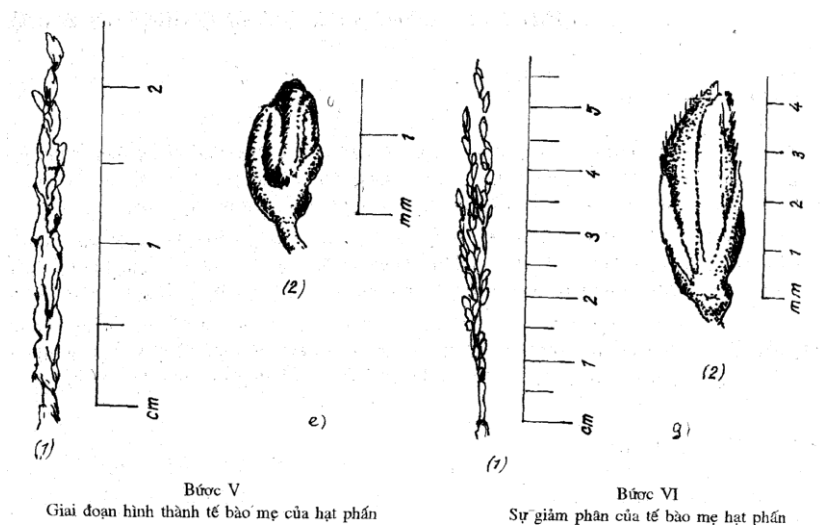 2
1
cm
(1)
1
mm
(2)
e)
Bước V
Giai đoạn hình thành tế bào mẹ của hạt phấn
5
4
3
2
1
cm
(1)
4
3
2
1
mm
(2)
g)
Bước VI
Sự giảm phân của tế bào mẹ hạt phấn